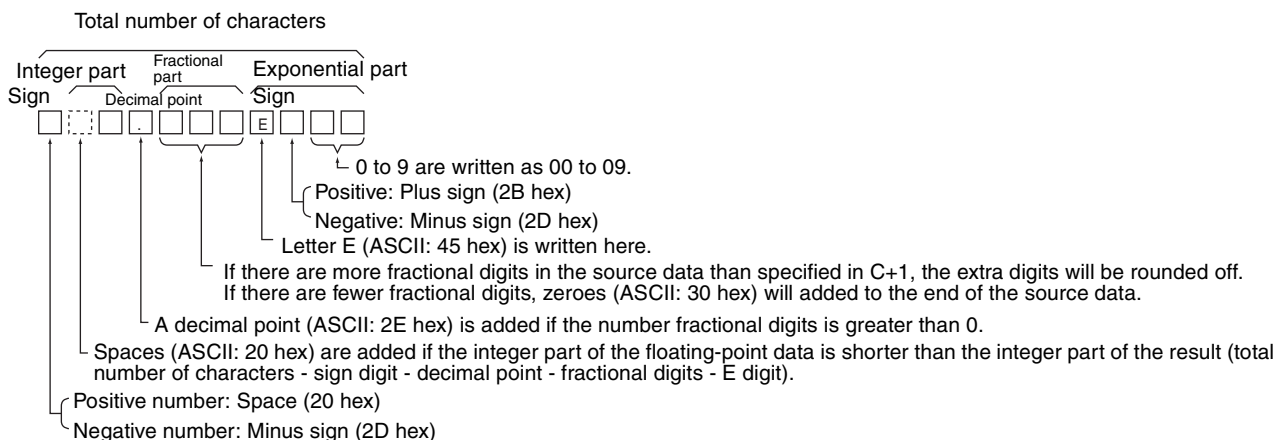 Total number of characters
Integer part
Fractional
part
Exponential part
Sign
Decimal point
Sign
.
E
0 to 9 are written as 00 to 09.
Positive: Plus sign (2B hex)
Negative: Minus sign (2D hex)
Letter E (ASCII: 45 hex) is written here.
If there are more fractional digits in the source data than specified in C+1, the extra digits will be rounded off.
If there are fewer fractional digits, zeroes (ASCII: 30 hex) will added to the end of the source data.
A decimal point (ASCII: 2E hex) is added if the number fractional digits is greater than 0.
Spaces (ASCII: 20 hex) are added if the integer part of the floating-point data is shorter than the integer part of the result (total
number of characters - sign digit - decimal point - fractional digits - E digit).
Positive number: Space (20 hex)
Negative number: Minus sign (2D hex)